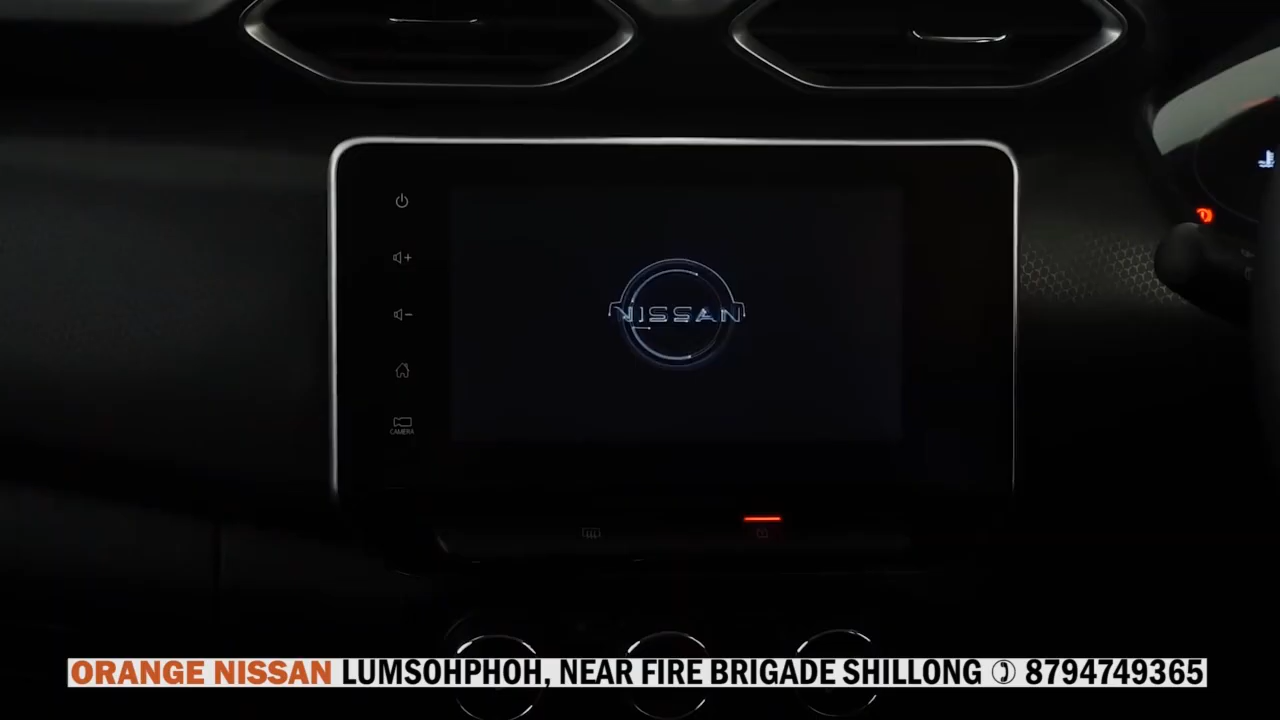 NISSAN
CAMERA
ORANGE NISSAN LUMSOHPHOH, NEAR FIRE BRIGADE SHILLONG ✆ 8794749365